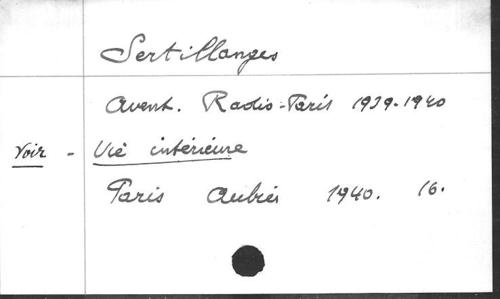 Sertillanges
Avent. Radio-Paris 1939-1940
Voir - Vie intérieure
Paris Aubier 1940. 16.